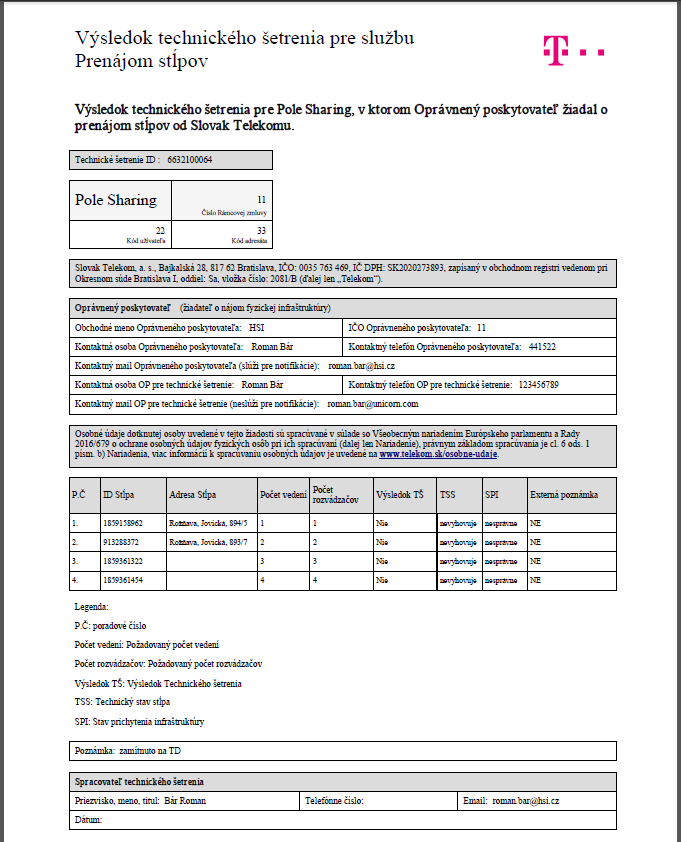 Výsledok technického šetrenia pre službu
Prenájom stĺpov
Výsledok technického šetrenia pre Pole Sharing, v ktorom Oprávnený poskytovateľ žiadal o
prenájom stĺpov od Slovak Telekomu.
Technické šetrenie ID : 6632100064
Pole Sharing
11
Číslo Rámcovej zmluvy
22
Kód užívateľa
33
Kód adresáta
Slovak Telekom, a. s., Bajkalská 28, 817 62 Bratislava, IČO: 0035 763 469, IČ DPH: SK2020273893, zapísaný v obchodnom registri vedenom pri
Okresnom súde Bratislava I, oddiel: Sa, vložka číslo: 2081/B (ďalej len „Telekom“).
Oprávnený poskytovateľ (žiadateľ o nájom fyzickej infraštruktúry)
Obchodné meno Oprávneného poskytovateľa: HSI
IČO Oprávneného poskytovateľa: 11
Kontaktná osoba Oprávneného poskytovateľa: Roman Bár
Kontaktný telefón Oprávneného poskytovateľa: 441522
Kontaktný mail Oprávneného poskytovateľa (slúži pre notifikácie): roman.bar@hsi.cz
Kontaktná osoba OP pre technické šetrenie: Roman Bár
Kontaktný telefón OP pre technické šetrenie: 123456789
Kontaktný mail OP pre technické šetrenie (neslúži pre notifikácie): roman.bar@unicorn.com
Osobné údaje dotknutej osoby uvedené v tejto žiadosti sú spracúvané v súlade so Všeobecným nariadením Európskeho parlamentu a Rady
2016/679 o ochrane osobných údajov fyzických osôb pri ich spracúvaní (ďalej len Nariadenie), právnym základom spracúvania je čl. 6 ods. 1
písm. b) Nariadenia, viac informácií k spracúvaniu osobných údajov je uvedené na www.telekom.sk/osobne-udaje.
P.Č ID Stĺpa Adresa Stĺpa Počet vedení Počet rozvádzačov Výsledok TŠ TSS SPI Externá poznámka
1. 1859158962 Rožňava, Jovická, 894/5 1 1 Nie nevyhovuje nesprávne NE
2. 913288372 Rožňava, Jovická, 893/7 2 2 Nie nevyhovuje nesprávne NE
3. 1859361322 3 3 Nie nevyhovuje nesprávne NE
4. 1859361454 4 4 Nie nevyhovuje nesprávne NE
Legenda:
P.Č: poradové číslo
Počet vedení: Požadovaný počet vedení
Počet rozvádzačov: Požadovaný počet rozvádzačov
Výsledok TŠ: Výsledok Technického šetrenia
TSS: Technický stav stĺpa
SPI: Stav prichytenia infraštruktúry
Poznámka: zamítnuto na TD
Spracovateľ technického šetrenia
Priezvisko, meno, titul: Bár Roman
Telefónne číslo:
Email: roman.bar@hsi.cz
Dátum: